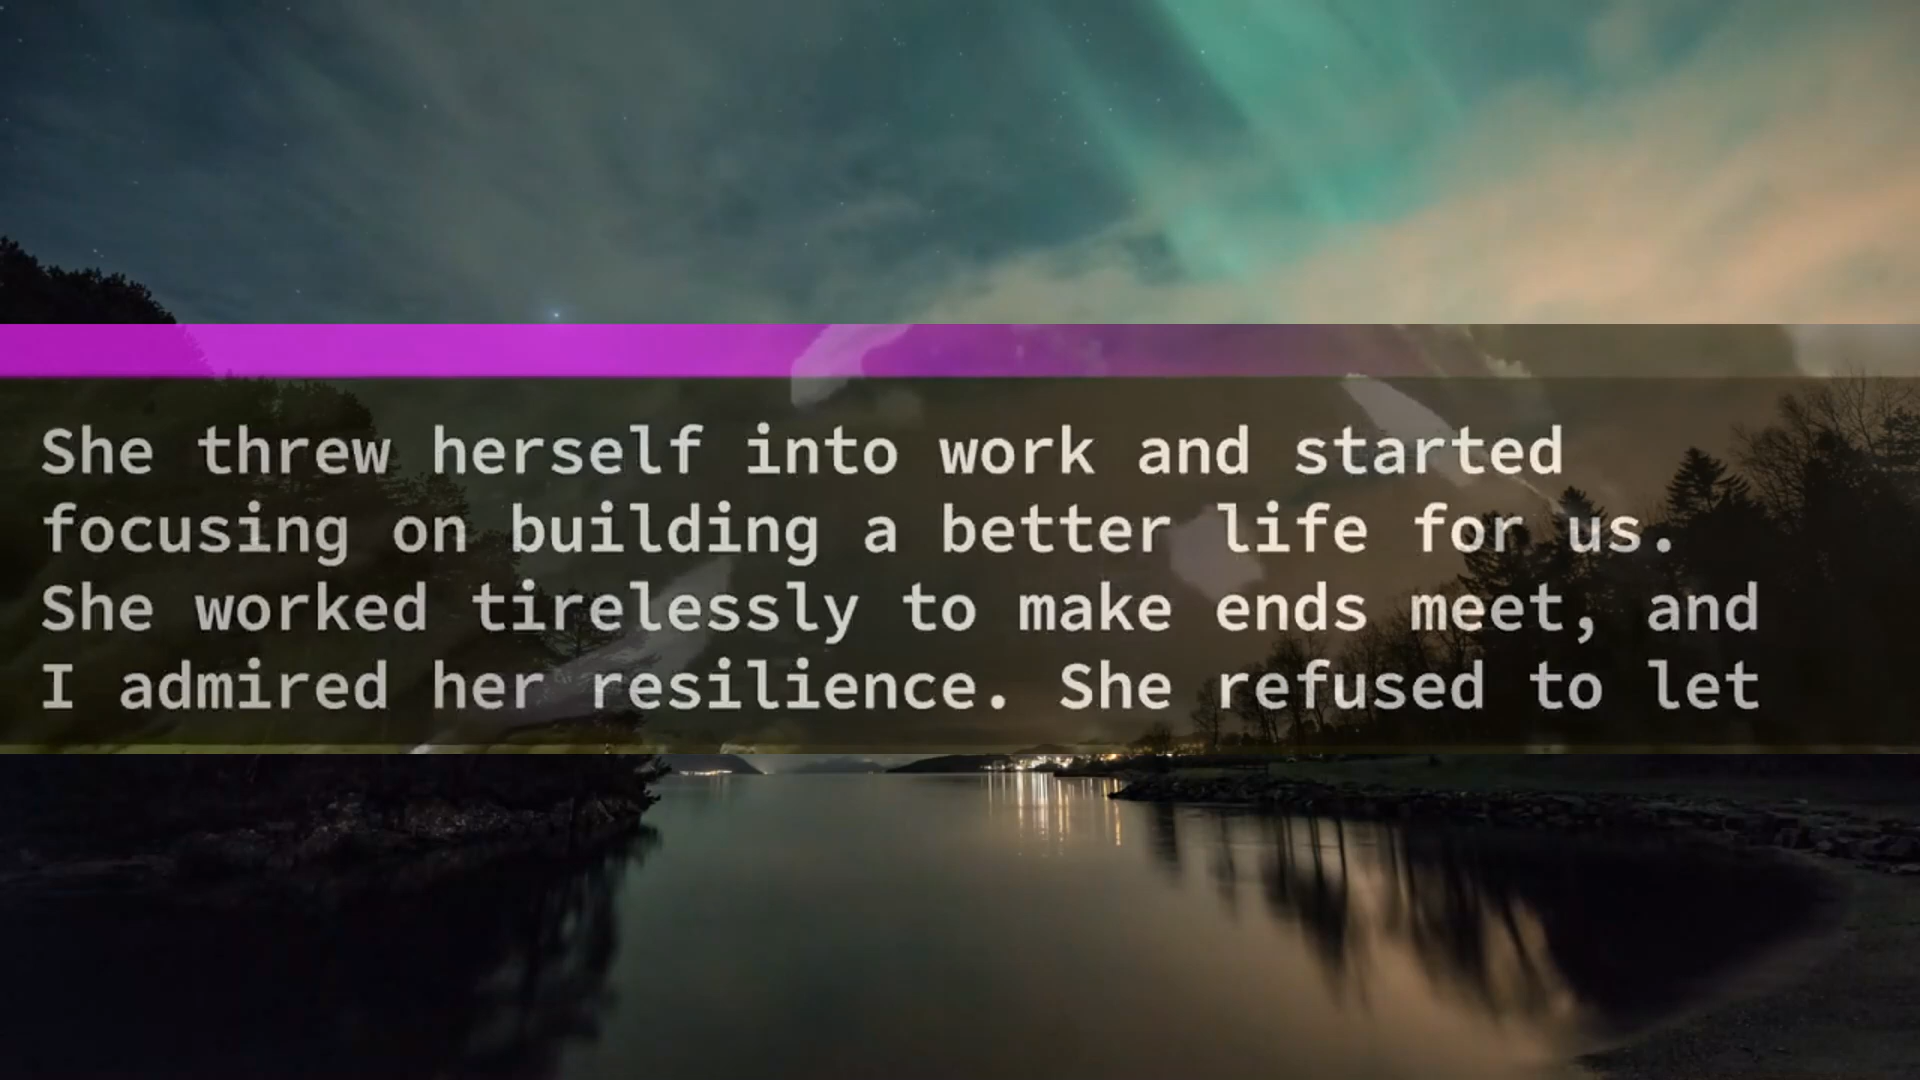 She threw herself into work and started
focusing on building a better life for us.
She worked tirelessly to make ends meet, and
I admired her resilience. She refused to let